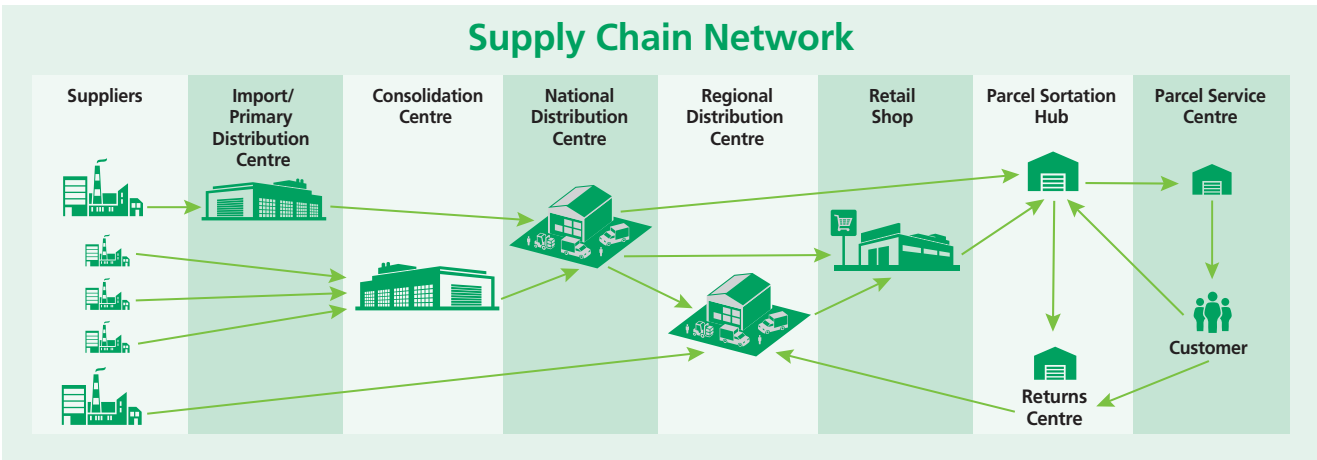 Supply Chain Network
Suppliers
Import/
Primary
Distribution
Centre
Consolidation
Centre
National
Distribution
Centre
Regional
Distribution
Centre
Retail
Shop
Parcel Sortation
Hub
Parcel Service
Centre
Customer
Returns
Centre